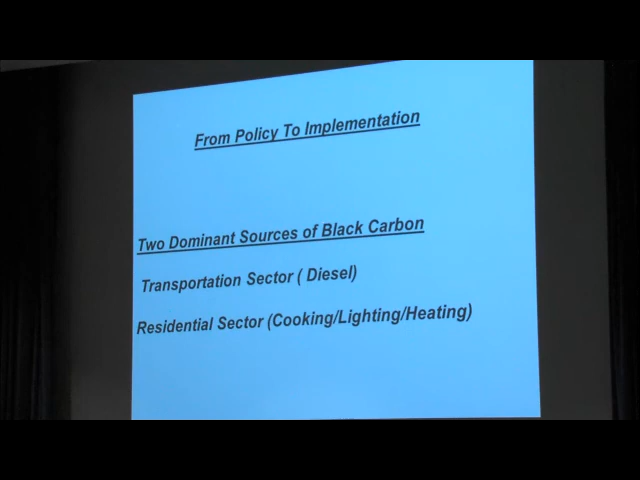 From Policy To Implementation
Two Dominant Sources of Black Carbon
Transportation Sector ( Diesel)
Residential Sector (Cooking/Lighting/Heating)